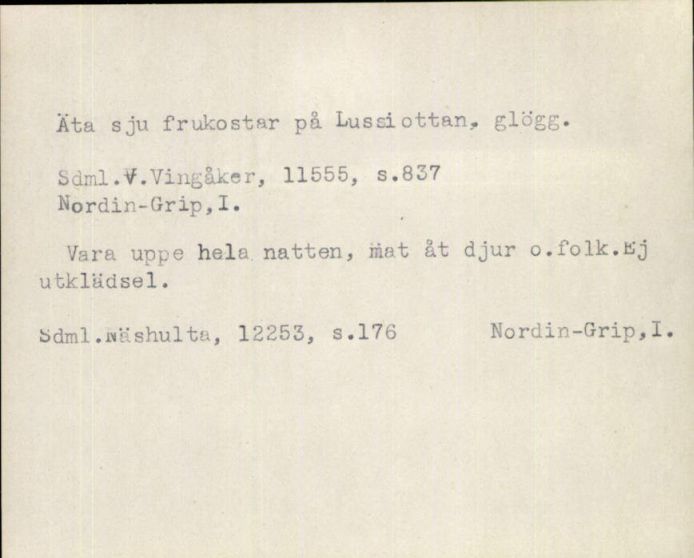 Äta sju frukostar på Lussiottan, glögg.
Sdml.V.Vingåker, 11555, s.837
Nordin-Grip,I.
Vara uppe hela natten, mat åt djur o.folk.Ej
utklädsel.
Sdml.Näshulta, 12253, s.176 Nordin-Grip,I.